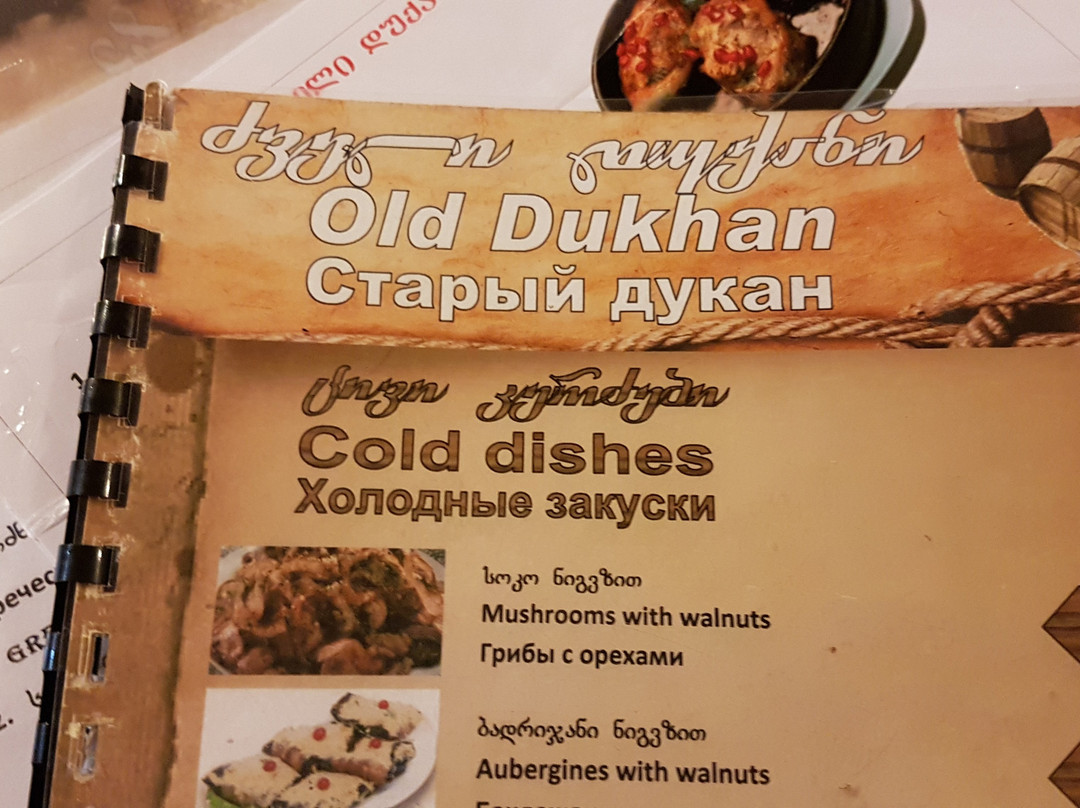 ძველი დუქანი
Old Dukhan
Старый дукан
ცივი კერძები
Cold dishes
Холодные закуски
სოკო ნიგვზით
Mushrooms with walnuts
Грибы с орехами
ბადრიჯანი ნიგვზით
Aubergines with walnuts